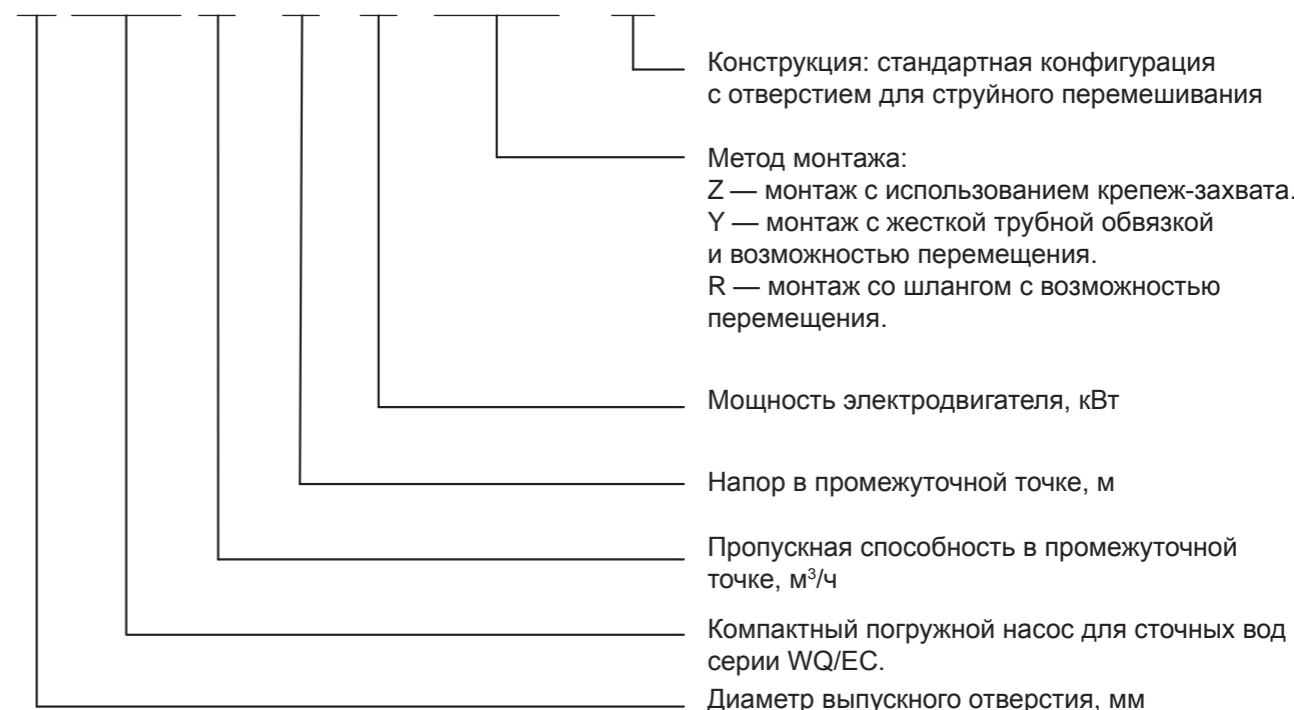 Конструкция: стандартная конфигурация
с отверстием для струйного перемешивания
Метод монтажа:
Z — монтаж с использованием крепеж-захвата.
Y — монтаж с жесткой трубной обвязкой
и возможностью перемещения.
R — монтаж со шлангом с возможностью
перемещения.
Мощность электродвигателя, кВт
Напор в промежуточной точке, м
Пропускная способность в промежуточной
точке, м³/ч
Компактный погружной насос для сточных вод
серии WQ/EC.
Диаметр выпускного отверстия, мм